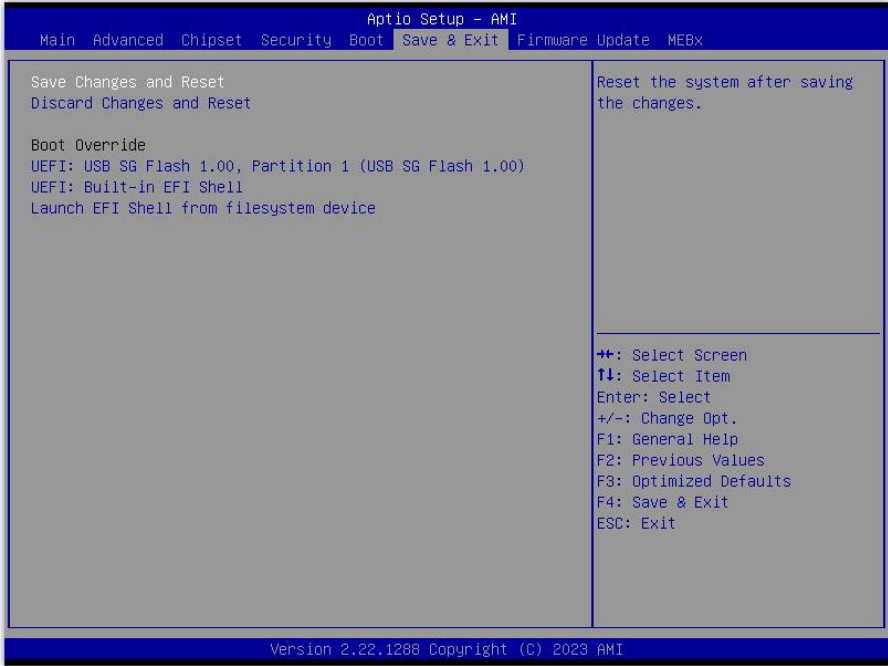 Aptio Setup – AMI
Main Advanced Chipset Security Boot Save & Exit Firmware Update MEBx
Save Changes and Reset
Discard Changes and Reset
Boot Override
UEFI: USB SG Flash 1.00, Partition 1 (USB SG Flash 1.00)
UEFI: Built-in EFI Shell
Launch EFI Shell from filesystem device
Reset the system after saving
the changes.
→←: Select Screen
↑↓: Select Item
Enter: Select
+/-: Change Opt.
F1: General Help
F2: Previous Values
F3: Optimized Defaults
F4: Save & Exit
ESC: Exit
Version 2.22.1288 Copyright (C) 2023 AMI